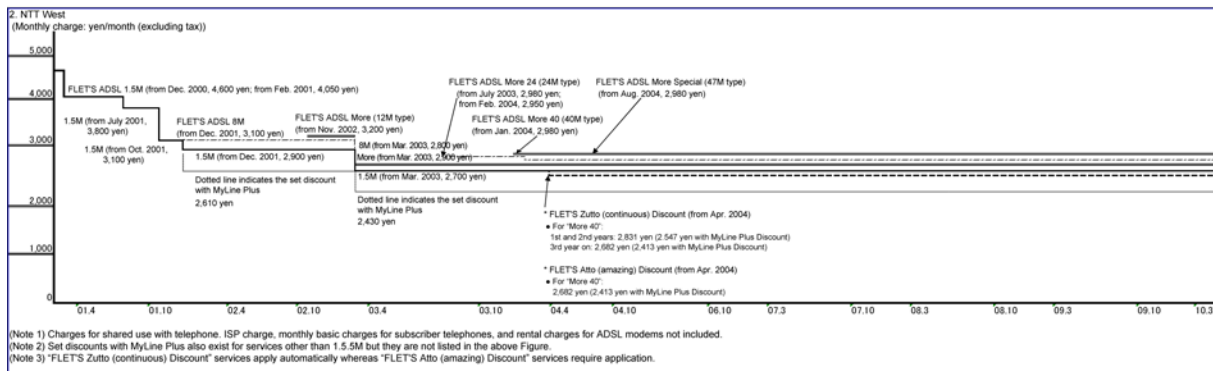 2. NTT West
(Monthly charge: yen/month (excluding tax))
5,000
4,000
3,000
2,000
1,000
0
FLET'S ADSL 1.5M (from Dec. 2000, 4,600 yen; from Feb. 2001, 4,050 yen)
1.5M (from July 2001,
3,800 yen)
1.5M (from Oct. 2001,
3,100 yen)
FLET'S ADSL 8M
(from Dec. 2001, 3,100 yen)
1.5M (from Dec. 2001, 2,900 yen)
Dotted line indicates the set discount
with MyLine Plus
2,610 yen
FLET'S ADSL More (12M type)
(from Nov. 2002, 3,200 yen)
8M (from Mar. 2003, 2,800 yen)
More (from Mar. 2003, 2,900 yen)
1.5M (from Mar. 2003, 2,700 yen)
Dotted line indicates the set discount
with MyLine Plus
2,430 yen
FLET'S ADSL More 24 (24M type)
(from July 2003, 2,980 yen;
from Feb. 2004, 2,950 yen)
FLET'S ADSL More 40 (40M type)
(from Jan. 2004, 2,980 yen)
FLET'S ADSL More Special (47M type)
(from Aug. 2004, 2,980 yen)
* FLET'S Zutto (continuous) Discount (from Apr. 2004)
● For "More 40":
1st and 2nd years: 2,831 yen (2.547 yen with MyLine Plus Discount)
3rd year on: 2,682 yen (2,413 yen with MyLine Plus Discount)
* FLET'S Atto (amazing) Discount (from Apr. 2004)
● For "More 40":
2,682 yen (2,413 yen with MyLine Plus Discount)
01.4 01.10 02.4 02.10 03.4 03.10 04.4 04.10 06.10 07.3 08.10 09.3 09.10 10.3
(Note 1) Charges for shared use with telephone. ISP charge, monthly basic charges for subscriber telephones, and rental charges for ADSL modems not included.
(Note 2) Set discounts with MyLine Plus also exist for services other than 1.5.5M but they are not listed in the above Figure.
(Note 3) "FLET'S Zutto (continuous) Discount" services apply automatically whereas "FLET'S Atto (amazing) Discount" services require application.